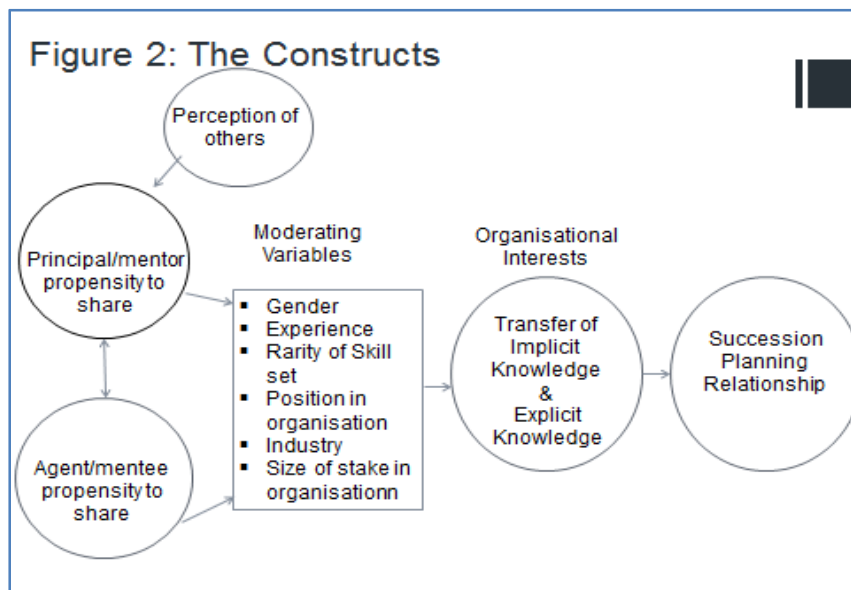 Figure 2: The Constructs
Perception of
others
Principal/mentor
propensity to
share
Agent/mentee
propensity to
share
Moderating
Variables
▪ Gender
▪ Experience
▪ Rarity of Skill
set
▪ Position in
organisation
▪ Industry
▪ Size of stake in
organisationn
Organisational
Interests
Transfer of
Implicit
Knowledge
&
Explicit
Knowledge
Succession
Planning
Relationship